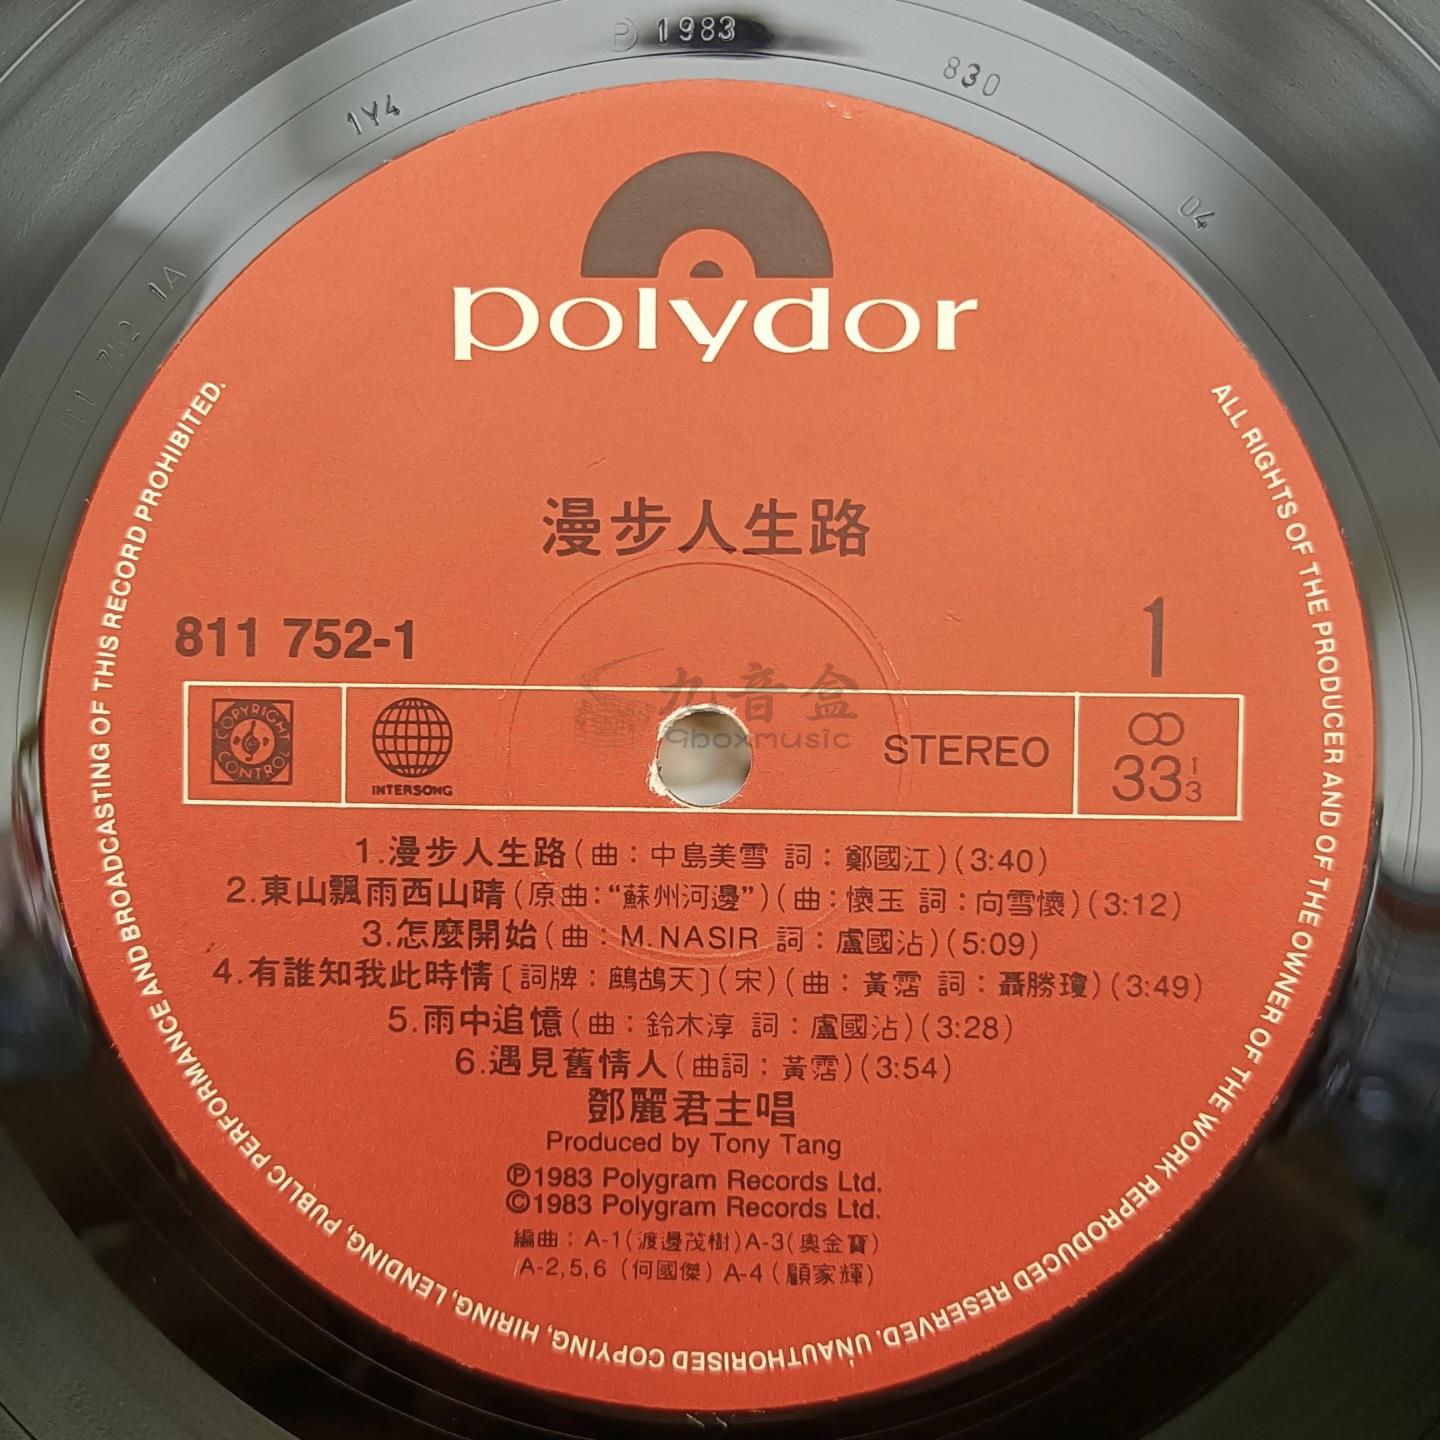 P 1983
830
1Y4
04
811 752 1A
polydor
漫步人生路
811 752-1
1
COPYRIGHT
PGP
CONTROL
INTERSONG
九音盒
9boxmusic
STEREO
33 1/3
1.漫步人生路(曲:中島美雪 詞:鄭國江)(3:40)
2.東山飄雨西山晴(原曲:“蘇州河邊”)(曲:懷玉 詞:向雪懷)(3:12)
3.怎麼開始(曲:M.NASIR 詞:盧國沾)(5:09)
4.有誰知我此時情〔詞牌:鷓鴣天〕(宋)(曲:黃霑 詞:聶勝瓊)(3:49)
5.雨中追憶(曲:鈴木淳 詞:盧國沾)(3:28)
6.遇見舊情人(曲詞:黃霑)(3:54)
鄧麗君主唱
Produced by Tony Tang
℗1983 Polygram Records Ltd.
©1983 Polygram Records Ltd.
編曲:A-1(渡邊茂樹)A-3(奧金寶)
A-2,5,6 (何國傑) A-4 (顧家輝)
ALL RIGHTS OF THE PRODUCER AND OF THE OWNER OF THE WORK REPRODUCED RESERVED. UNAUTHORISED COPYING, HIRING, LENDING, PUBLIC PERFORMANCE AND BROADCASTING OF THIS RECORD PROHIBITED.